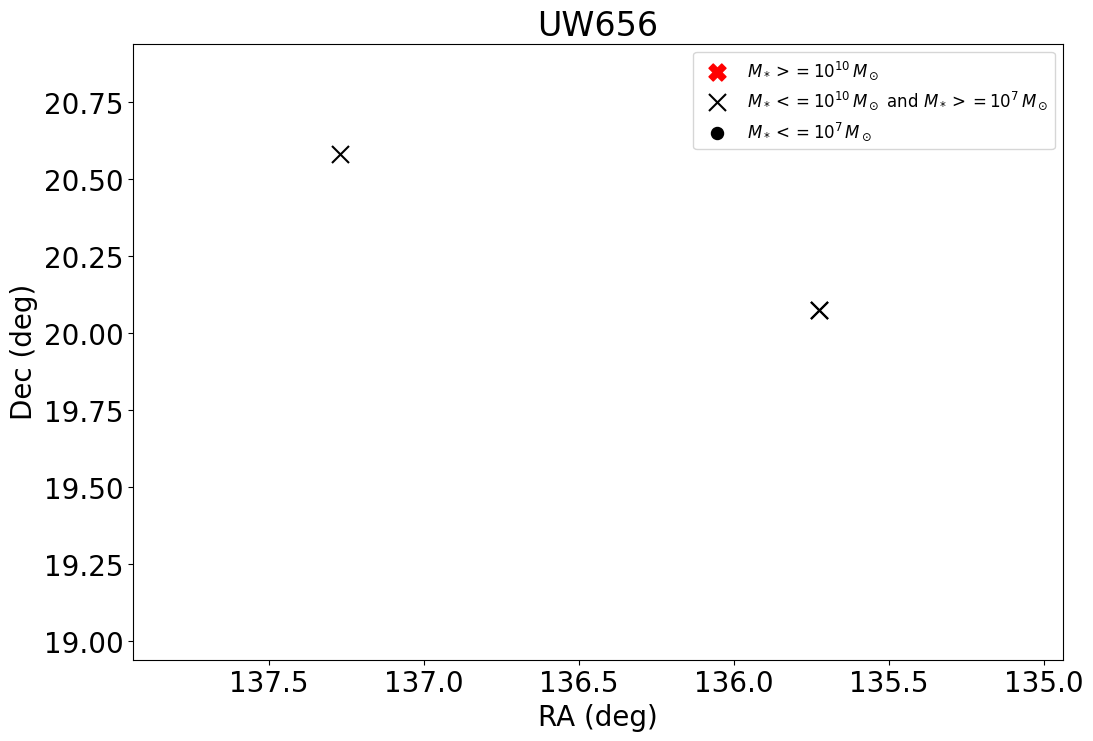 UW656
M* >= 10^10 M⊙
M* <= 10^10 M⊙ and M* >= 10^7 M⊙
M* <= 10^7 M⊙
20.75
20.50
20.25
20.00
19.75
19.50
19.25
19.00
Dec (deg)
137.5 137.0 136.5 136.0 135.5 135.0
RA (deg)